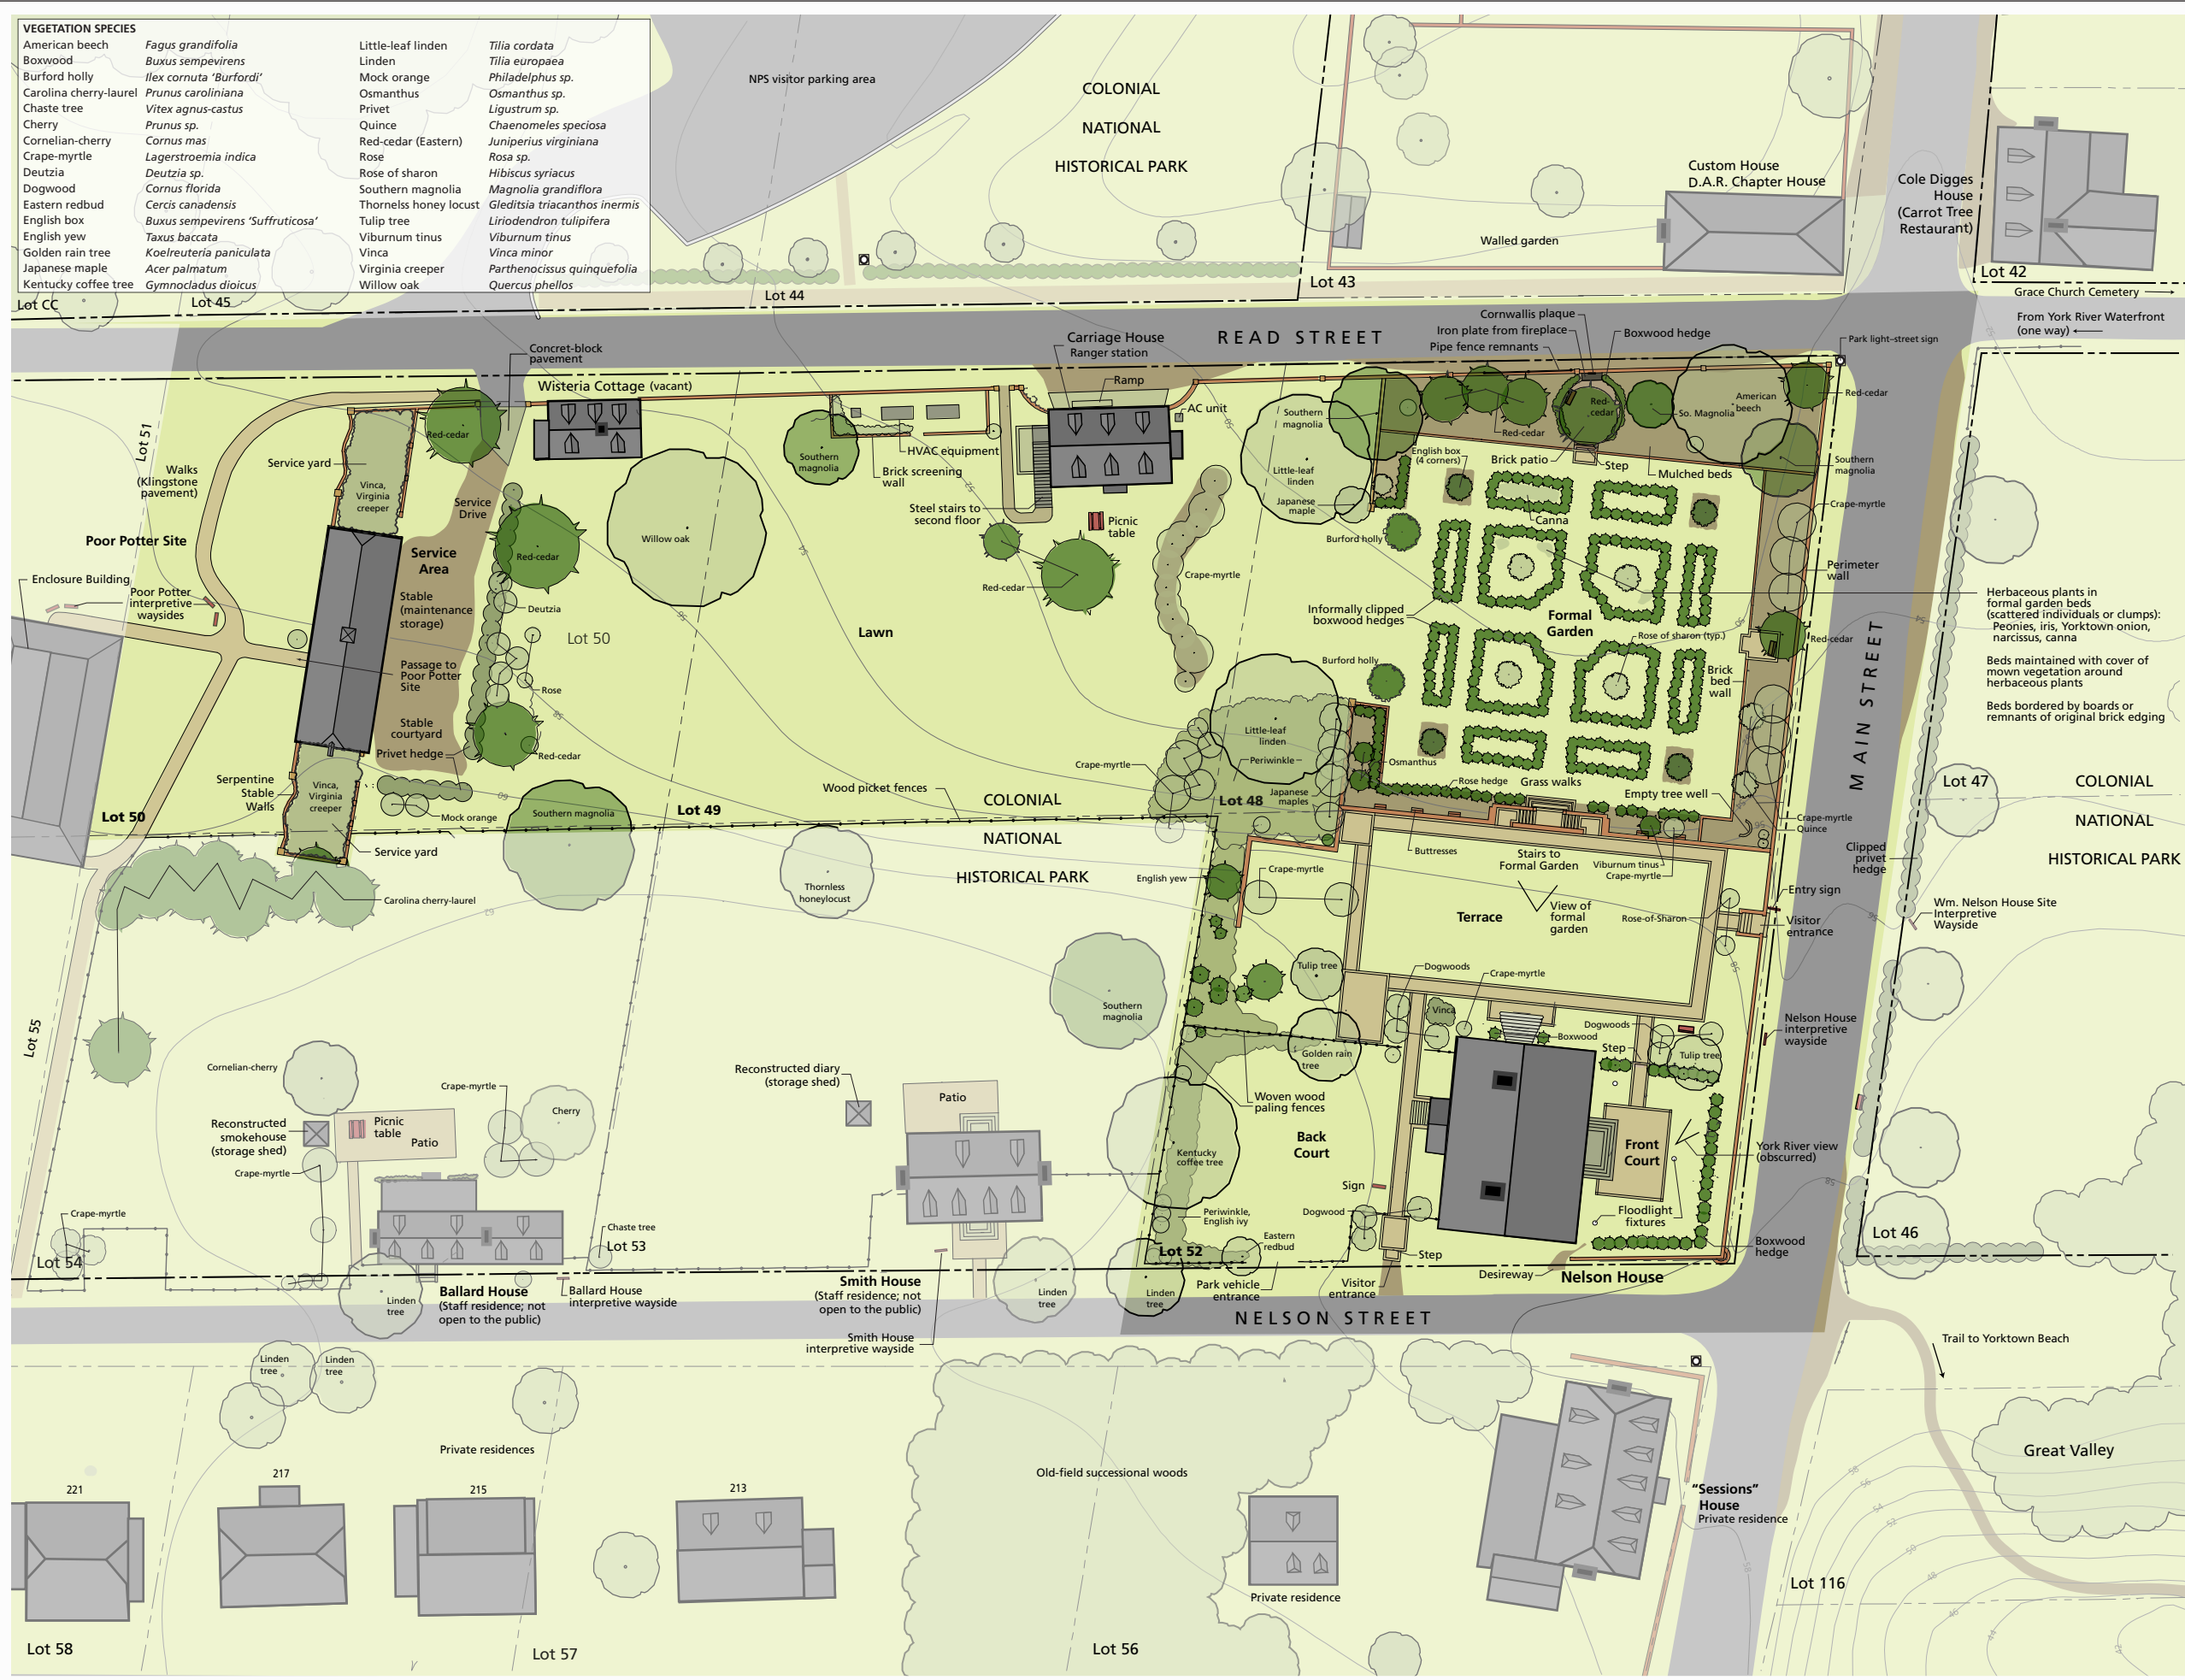 VEGETATION SPECIES
American beech Fagus grandifolia
Boxwood Buxus sempevirens
Burford holly Ilex cornuta ‘Burfordi’
Carolina cherry-laurel Prunus caroliniana
Chaste tree Vitex agnus-castus
Cherry Prunus sp.
Cornelian-cherry Cornus mas
Crape-myrtle Lagerstroemia indica
Deutzia Deutzia sp.
Dogwood Cornus florida
Eastern redbud Cercis canadensis
English box Buxus sempevirens ‘Suffruticosa’
English yew Taxus baccata
Golden rain tree Koelreuteria paniculata
Japanese maple Acer palmatum
Kentucky coffee tree Gymnocladus dioicus
Little-leaf linden Tilia cordata
Linden Tilia europaea
Mock orange Philadelphus sp.
Osmanthus Osmanthus sp.
Privet Ligustrum sp.
Quince Chaenomeles speciosa
Red-cedar (Eastern) Juniperius virginiana
Rose Rosa sp.
Rose of sharon Hibiscus syriacus
Southern magnolia Magnolia grandiflora
Thornelss honey locust Gleditsia triacanthos inermis
Tulip tree Liriodendron tulipifera
Viburnum tinus Viburnum tinus
Vinca Vinca minor
Virginia creeper Parthenocissus quinquefolia
Willow oak Quercus phellos
NPS visitor parking area
COLONIAL
NATIONAL
HISTORICAL PARK
Custom House
D.A.R. Chapter House
Walled garden
Cole Digges
House
(Carrot Tree
Restaurant)
Lot CC
Lot 45
Lot 44
Lot 43
Lot 42
Grace Church Cemetery
From York River Waterfront
(one way)
READ STREET
Park light–street sign
Cornwallis plaque
Iron plate from fireplace
Pipe fence remnants
Boxwood hedge
Concret-block
pavement
Wisteria Cottage (vacant)
Carriage House
Ranger station
Ramp
AC unit
Red-cedar
Southern
magnolia
HVAC equipment
Brick screening
wall
Southern
magnolia
Red-
cedar
Red-cedar
So. Magnolia
American
beech
Red-cedar
Lot 51
Walks
(Klingstone
pavement)
Service yard
Vinca,
Virginia
creeper
Service
Drive
Willow oak
Steel stairs to
second floor
Picnic
table
Little-leaf
linden
Japanese
maple
English box
(4 corners)
Brick patio
Step
Mulched beds
Southern
magnolia
Canna
Crape-myrtle
Burford holly
Poor Potter Site
Enclosure Building
Poor Potter
interpretive
waysides
Service
Area
Red-cedar
Stable
(maintenance
storage)
Deutzia
Lot 50
Lawn
Red-cedar
Crape-myrtle
Informally clipped
boxwood hedges
Formal
Garden
Perimeter
wall
Rose of sharon (typ.)
Red-cedar
Herbaceous plants in
formal garden beds
(scattered individuals or clumps):
Peonies, iris, Yorktown onion,
narcissus, canna
Beds maintained with cover of
mown vegetation around
herbaceous plants
Beds bordered by boards or
remnants of original brick edging
Passage to
Poor Potter
Site
Rose
Burford holly
Brick
bed
wall
MAIN STREET
Stable
courtyard
Privet hedge
Red-cedar
Little-leaf
linden
Periwinkle
Osmanthus
Serpentine
Stable
Walls
Vinca,
Virginia
creeper
Crape-myrtle
Rose hedge
Grass walks
Empty tree well
Wood picket fences
COLONIAL
NATIONAL
HISTORICAL PARK
Lot 48
Japanese
maples
Lot 47
COLONIAL
NATIONAL
HISTORICAL PARK
Lot 50
Mock orange
Southern magnolia
Lot 49
Crape-myrtle
Quince
Clipped
privet
hedge
Service yard
Buttresses
Stairs to
Formal Garden
Viburnum tinus
Crape-myrtle
Thornless
honeylocust
English yew
Crape-myrtle
Carolina cherry-laurel
Terrace
View of
formal
garden
Rose-of-Sharon
Entry sign
Visitor
entrance
Wm. Nelson House Site
Interpretive
Wayside
Tulip tree
Dogwoods
Crape-myrtle
Southern
magnolia
Vinca
Boxwood
Dogwoods
Step
Tulip tree
Nelson House
interpretive
wayside
Lot 55
Golden rain
tree
Cornelian-cherry
Reconstructed diary
(storage shed)
Crape-myrtle
Cherry
Patio
Woven wood
paling fences
Reconstructed
smokehouse
(storage shed)
Picnic
table
Patio
Crape-myrtle
Kentucky
coffee tree
Back
Court
Front
Court
York River view
(obscurred)
Sign
Crape-myrtle
Chaste tree
Periwinkle,
English ivy
Dogwood
Floodlight
fixtures
Lot 54
Lot 53
Lot 52
Eastern
redbud
Step
Boxwood
hedge
Lot 46
Linden
tree
Ballard House
(Staff residence; not
open to the public)
Ballard House
interpretive wayside
Smith House
(Staff residence; not
open to the public)
Linden
tree
Linden
tree
Park vehicle
entrance
Visitor
entrance
Desireway
Nelson House
NELSON STREET
Smith House
interpretive wayside
Trail to Yorktown Beach
Linden
tree
Linden
tree
Private residences
Old-field successional woods
Great Valley
221
217
215
213
“Sessions”
House
Private residence
Private residence
Lot 116
Lot 58
Lot 57
Lot 56